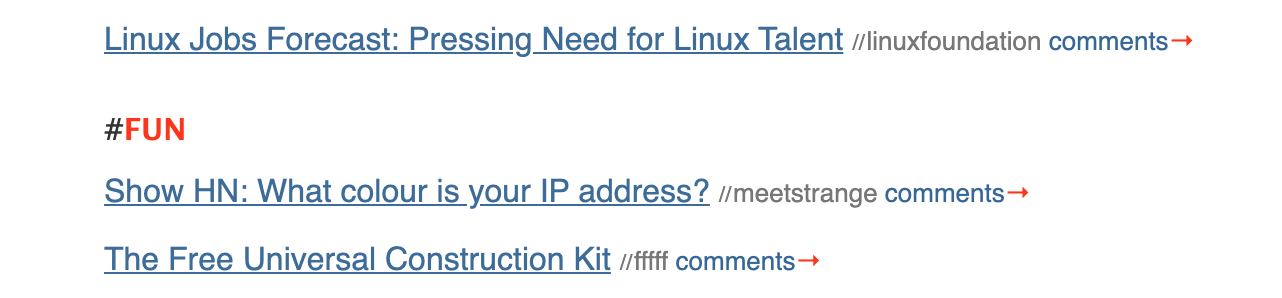 Linux Jobs Forecast: Pressing Need for Linux Talent //linuxfoundation comments→
#FUN
Show HN: What colour is your IP address? //meetstrange comments→
The Free Universal Construction Kit //fffff comments→